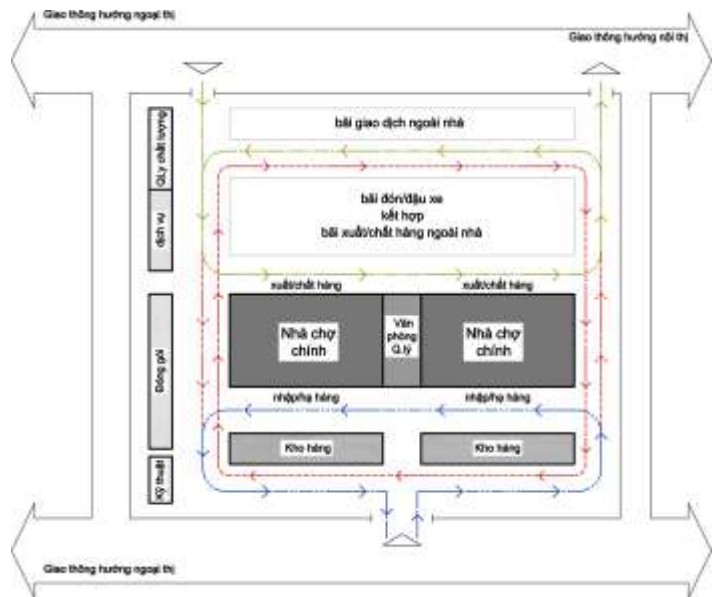 Giao thông hướng ngoại thị
Giao thông hướng nội thị
bãi giao dịch ngoài nhà
Q.Lý chất lượng
dịch vụ
bãi đón/đậu xe
kết hợp
bãi xuất/chất hàng ngoài nhà
xuất/chất hàng
xuất/chất hàng
Nhà chợ
chính
Văn
phòng
Q.lý
Nhà chợ
chính
Đóng gói
nhập/hạ hàng
nhập/hạ hàng
Kho hàng
Kho hàng
Kỹ thuật
Giao thông hướng ngoại thị